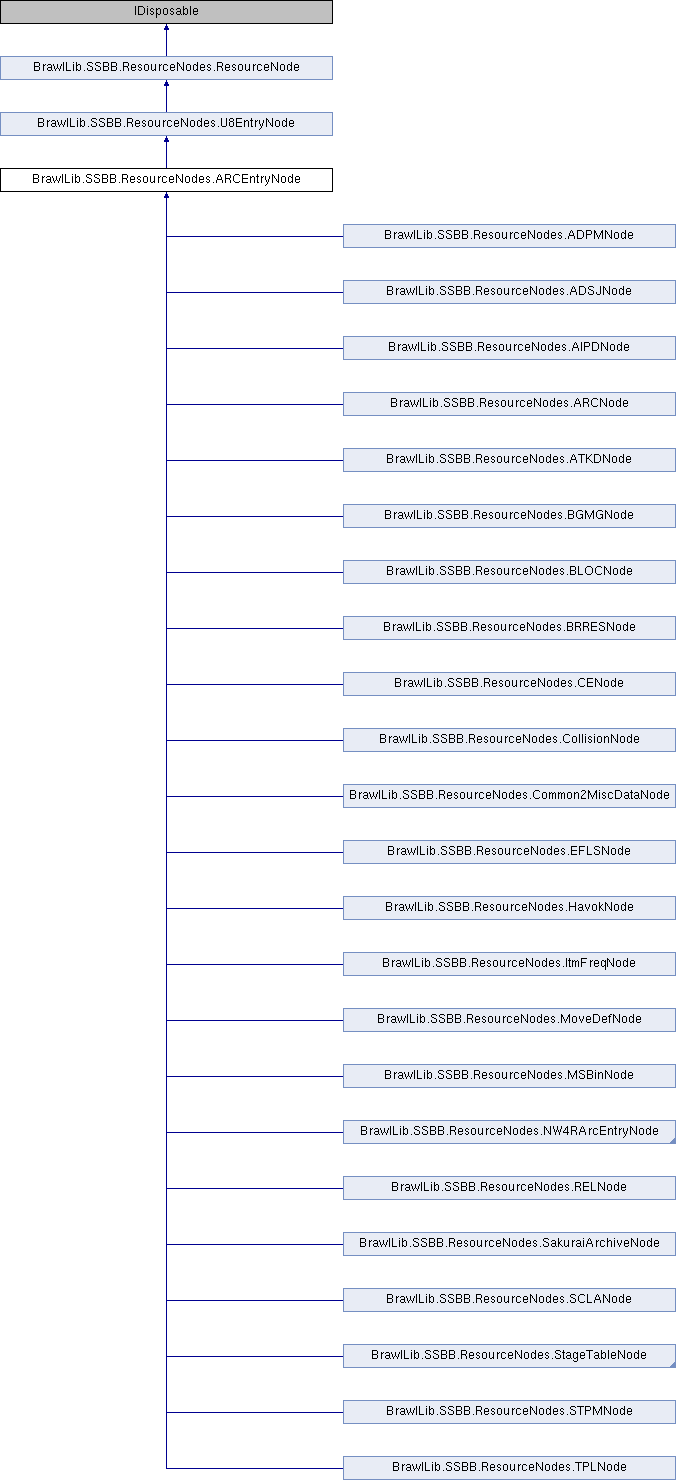 IDisposable
BrawlLib.SSBB.ResourceNodes.ResourceNode
BrawlLib.SSBB.ResourceNodes.U8EntryNode
BrawlLib.SSBB.ResourceNodes.ARCEntryNode
BrawlLib.SSBB.ResourceNodes.ADPMNode
BrawlLib.SSBB.ResourceNodes.ADSJNode
BrawlLib.SSBB.ResourceNodes.AIPDNode
BrawlLib.SSBB.ResourceNodes.ARCNode
BrawlLib.SSBB.ResourceNodes.ATKDNode
BrawlLib.SSBB.ResourceNodes.BGMGNode
BrawlLib.SSBB.ResourceNodes.BLOCNode
BrawlLib.SSBB.ResourceNodes.BRRESNode
BrawlLib.SSBB.ResourceNodes.CENode
BrawlLib.SSBB.ResourceNodes.CollisionNode
BrawlLib.SSBB.ResourceNodes.Common2MiscDataNode
BrawlLib.SSBB.ResourceNodes.EFLSNode
BrawlLib.SSBB.ResourceNodes.HavokNode
BrawlLib.SSBB.ResourceNodes.ItmFreqNode
BrawlLib.SSBB.ResourceNodes.MoveDefNode
BrawlLib.SSBB.ResourceNodes.MSBinNode
BrawlLib.SSBB.ResourceNodes.NW4RArcEntryNode
BrawlLib.SSBB.ResourceNodes.RELNode
BrawlLib.SSBB.ResourceNodes.SakuraiArchiveNode
BrawlLib.SSBB.ResourceNodes.SCLANode
BrawlLib.SSBB.ResourceNodes.StageTableNode
BrawlLib.SSBB.ResourceNodes.STPMNode
BrawlLib.SSBB.ResourceNodes.TPLNode